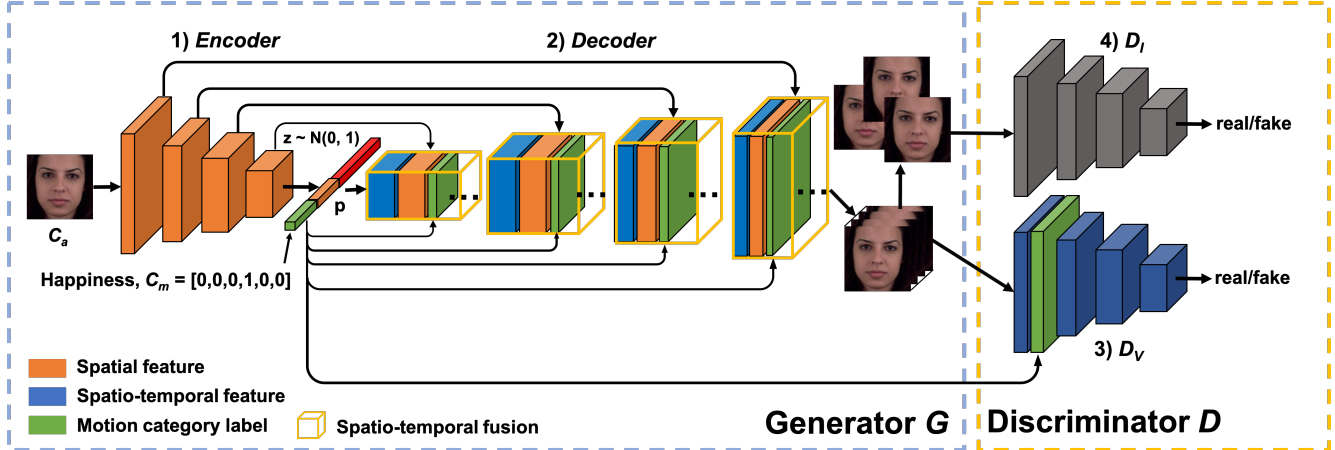 1) Encoder
2) Decoder
4) D_I
z ~ N(0, 1)
real/fake
p
C_a
Happiness, C_m = [0,0,0,1,0,0]
real/fake
3) D_V
Spatial feature
Spatio-temporal feature
Motion category label
Spatio-temporal fusion
Generator G
Discriminator D